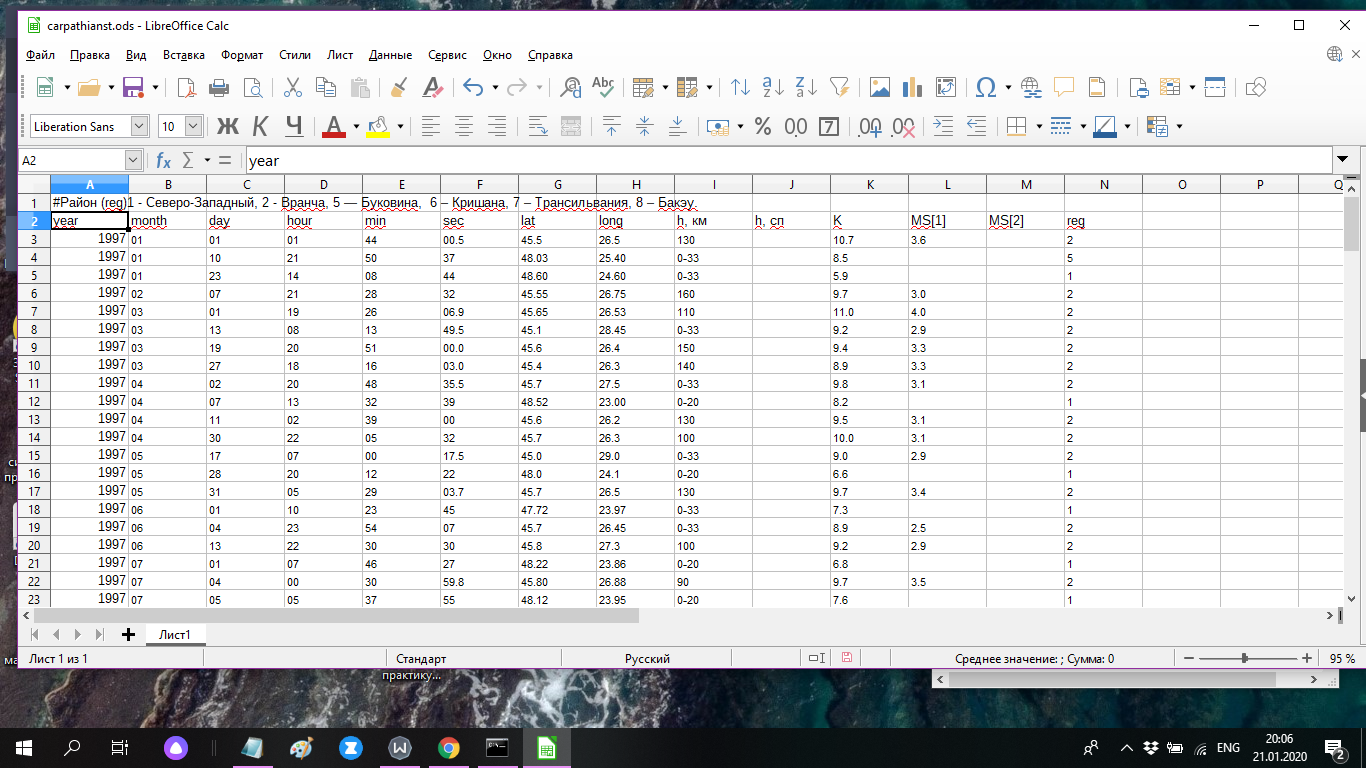 carpathianst.ods - LibreOffice Calc
Файл Правка Вид Вставка Формат Стили Лист Данные Сервис Окно Справка
Liberation Sans 10 Ж К Ч
A2 year
A B C D E F G H I J K L M N O P Q
1 #Район (reg)1 - Северо-Западный, 2 - Вранча, 5 — Буковина, 6 – Кришана, 7 – Трансильвания, 8 – Бакэу.
2 year month day hour min sec lat long h, км h, сп K MS[1] MS[2] reg
3 1997 01 01 01 44 00.5 45.5 26.5 130 10.7 3.6 2
4 1997 01 10 21 50 37 48.03 25.40 0-33 8.5 5
5 1997 01 23 14 08 44 48.60 24.60 0-33 5.9 1
6 1997 02 07 21 28 32 45.55 26.75 160 9.7 3.0 2
7 1997 03 01 19 26 06.9 45.65 26.53 110 11.0 4.0 2
8 1997 03 13 08 13 49.5 45.1 28.45 0-33 9.2 2.9 2
9 1997 03 19 20 51 00.0 45.6 26.4 150 9.4 3.3 2
10 1997 03 27 18 16 03.0 45.4 26.3 140 8.9 3.3 2
11 1997 04 02 20 48 35.5 45.7 27.5 0-33 9.8 3.1 2
12 1997 04 07 13 32 39 48.52 23.00 0-20 8.2 1
13 1997 04 11 02 39 00 45.6 26.2 130 9.5 3.1 2
14 1997 04 30 22 05 32 45.7 26.3 100 10.0 3.1 2
15 1997 05 17 07 00 17.5 45.0 29.0 0-33 9.0 2.9 2
16 1997 05 28 20 12 22 48.0 24.1 0-20 6.6 1
17 1997 05 31 05 29 03.7 45.7 26.5 130 9.7 3.4 2
18 1997 06 01 10 23 45 47.72 23.97 0-33 7.3 1
19 1997 06 04 23 54 07 45.7 26.45 0-33 8.9 2.5 2
20 1997 06 13 22 30 30 45.8 27.3 100 9.2 2.9 2
21 1997 07 01 07 46 27 48.22 23.86 0-20 6.8 1
22 1997 07 04 00 30 59.8 45.80 26.88 90 9.7 3.5 2
23 1997 07 05 05 37 55 48.12 23.95 0-20 7.6 1
Лист1
Лист 1 из 1 Стандарт Русский Среднее значение: ; Сумма: 0 95 %
практику...
ENG 20:06
21.01.2020 2